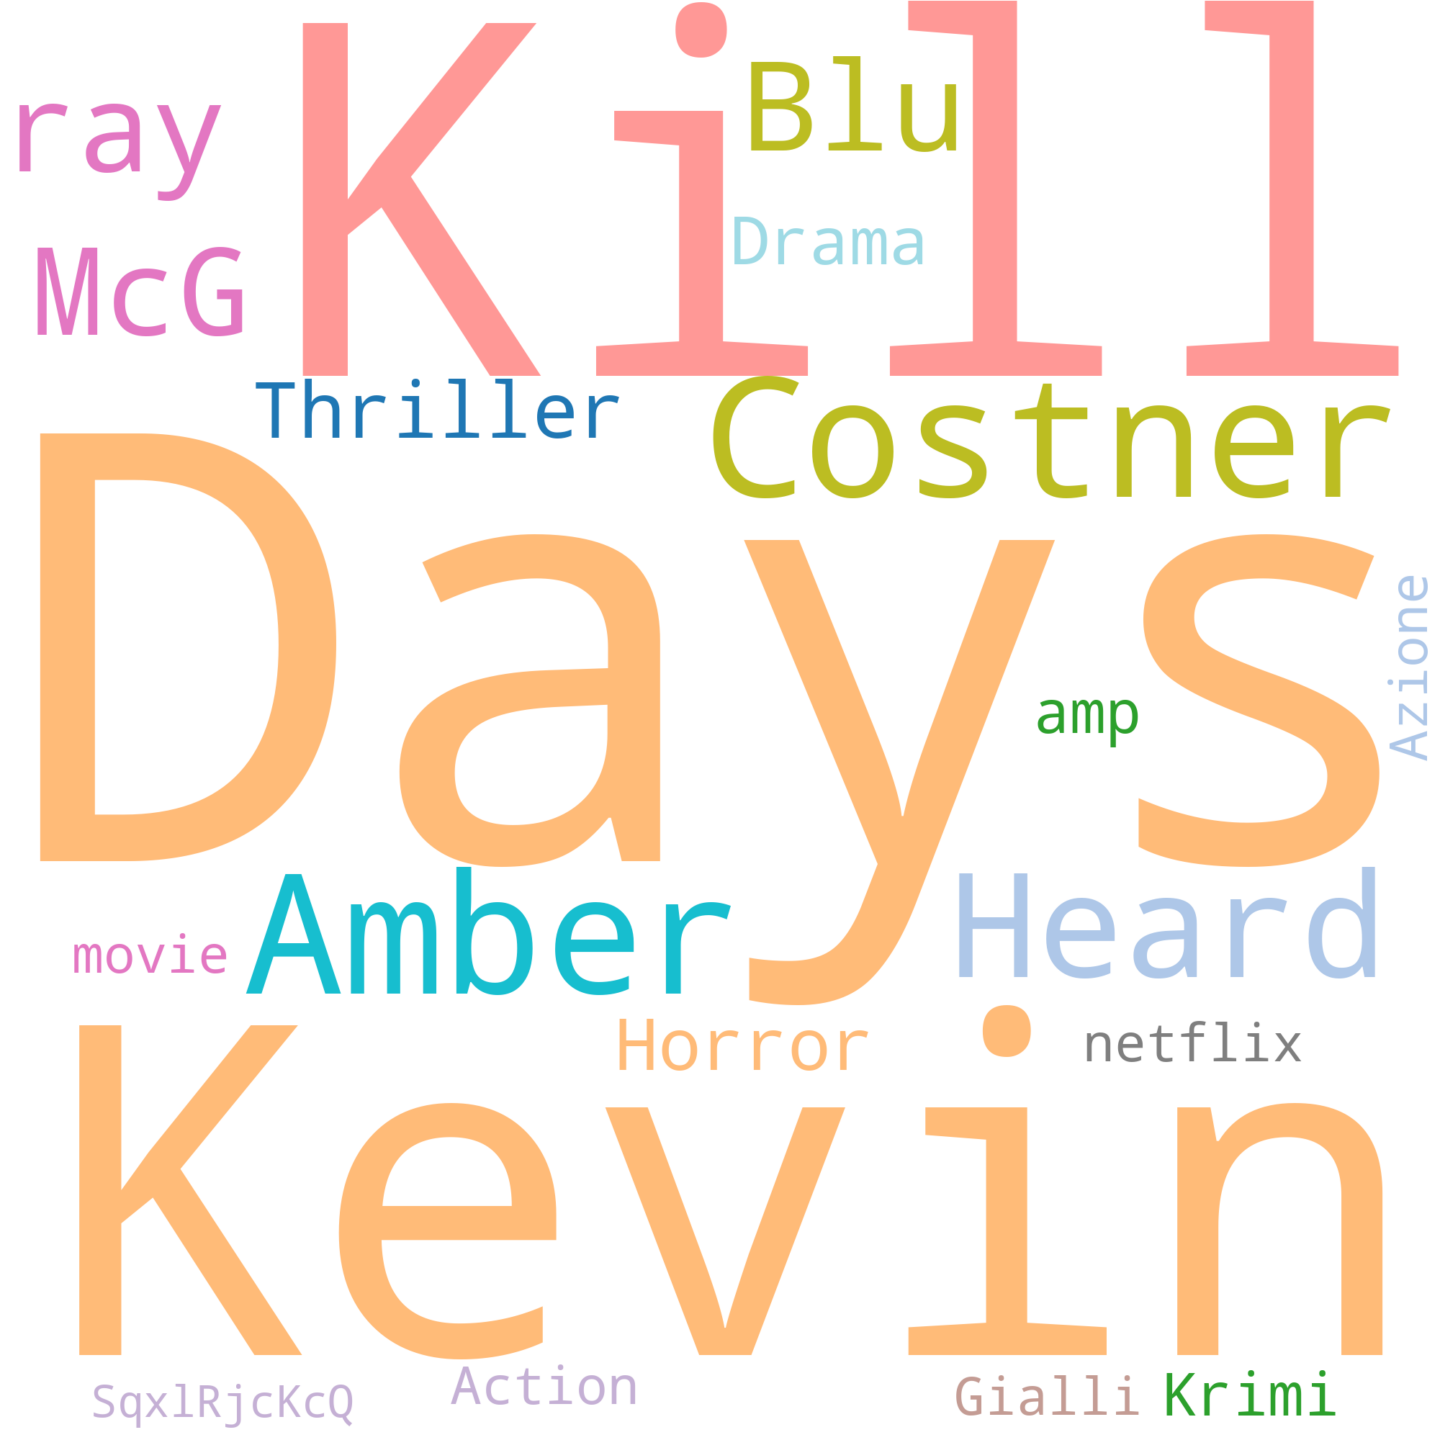 Kill
Blu
ray
Drama
McG
Thriller
Costner
Days
Azione
amp
Amber
Heard
movie
Horror
netflix
Kevin
SqxlRjcKcQ
Action
Gialli
Krimi